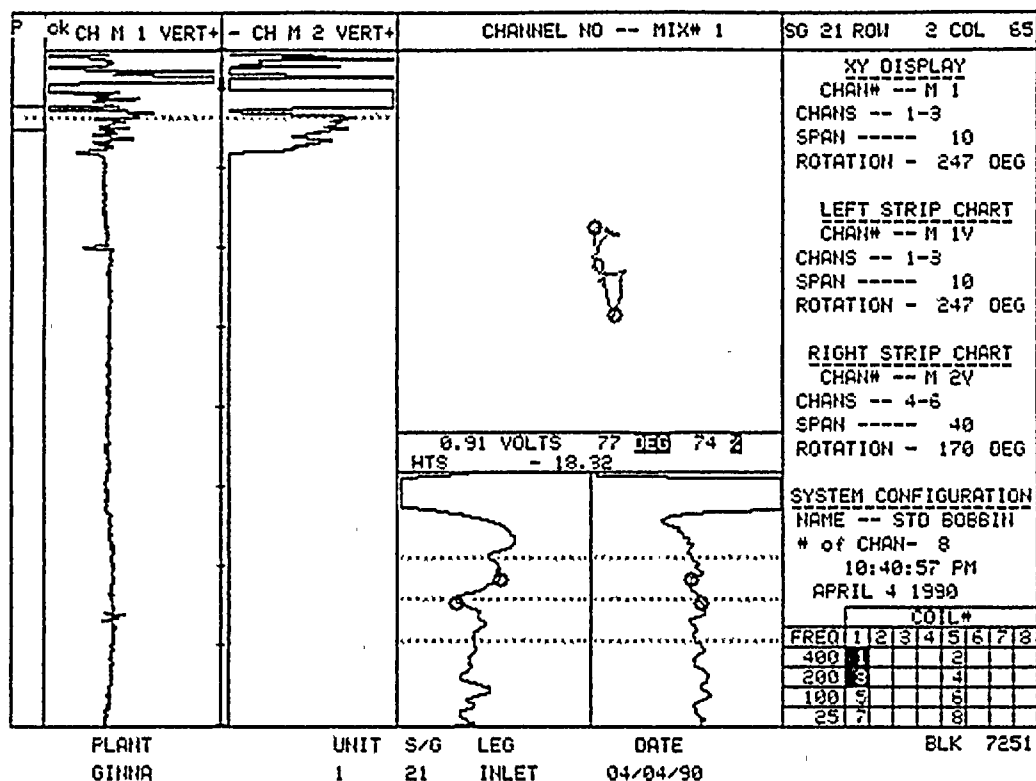 P ok CH M 1 VERT+ - CH M 2 VERT+ CHANNEL NO -- MIX# 1 SG 21 ROW 2 COL 65
XY DISPLAY
CHAN# -- M 1
CHANS -- 1-3
SPAN ----- 10
ROTATION - 247 DEG
LEFT STRIP CHART
CHAN# -- M 1V
CHANS -- 1-3
SPAN ----- 10
ROTATION - 247 DEG
RIGHT STRIP CHART
CHAN# -- M 2V
CHANS -- 4-6
SPAN ----- 40
ROTATION - 170 DEG
0.91 VOLTS 77 DEG 74 %
HTS - 18.32
SYSTEM CONFIGURATION
NAME -- STD BOBBIN
# of CHAN- 8
10:40:57 PM
APRIL 4 1990
COIL#
FREQ 1 2 3 4 5 6 7 8
400 1 2
200 3 4
100 5 6
25 7 8
PLANT UNIT S/G LEG DATE BLK 7251
GINNA 1 21 INLET 04/04/90